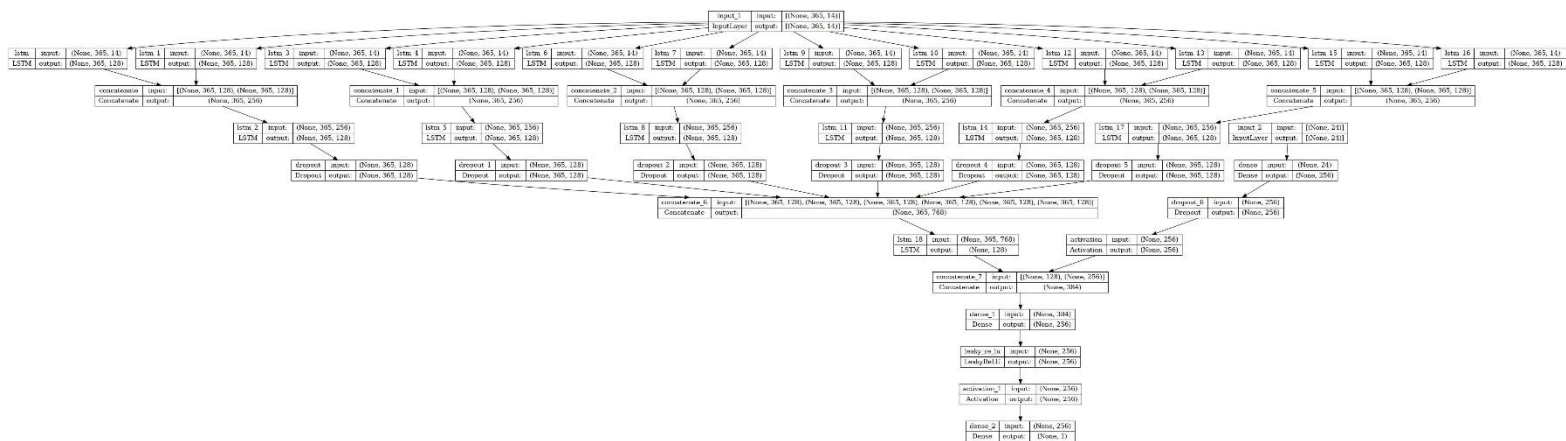 input_1 input: [(None, 365, 14)]
InputLayer output: [(None, 365, 14)]
lstm input: (None, 365, 14) lstm_1 input: (None, 365, 14) lstm_3 input: (None, 365, 14) lstm_4 input: (None, 365, 14) lstm_6 input: (None, 365, 14) lstm_7 input: (None, 365, 14) lstm_9 input: (None, 365, 14) lstm_10 input: (None, 365, 14) lstm_12 input: (None, 365, 14) lstm_13 input: (None, 365, 14) lstm_15 input: (None, 365, 14) lstm_16 input: (None, 365, 14)
LSTM output: (None, 365, 128) LSTM output: (None, 365, 128) LSTM output: (None, 365, 128) LSTM output: (None, 365, 128) LSTM output: (None, 365, 128) LSTM output: (None, 365, 128) LSTM output: (None, 365, 128) LSTM output: (None, 365, 128) LSTM output: (None, 365, 128) LSTM output: (None, 365, 128) LSTM output: (None, 365, 128) LSTM output: (None, 365, 128)
concatenate input: [(None, 365, 128), (None, 365, 128)] concatenate_1 input: [(None, 365, 128), (None, 365, 128)] concatenate_2 input: [(None, 365, 128), (None, 365, 128)] concatenate_3 input: [(None, 365, 128), (None, 365, 128)] concatenate_4 input: [(None, 365, 128), (None, 365, 128)] concatenate_5 input: [(None, 365, 128), (None, 365, 128)]
Concatenate output: (None, 365, 256) Concatenate output: (None, 365, 256) Concatenate output: (None, 365, 256) Concatenate output: (None, 365, 256) Concatenate output: (None, 365, 256) Concatenate output: (None, 365, 256)
lstm_2 input: (None, 365, 256) lstm_5 input: (None, 365, 256) lstm_8 input: (None, 365, 256) lstm_11 input: (None, 365, 256) lstm_14 input: (None, 365, 256) lstm_17 input: (None, 365, 256) input_2 input: [(None, 24)]
LSTM output: (None, 365, 128) LSTM output: (None, 365, 128) LSTM output: (None, 365, 128) LSTM output: (None, 365, 128) LSTM output: (None, 365, 128) LSTM output: (None, 365, 128) InputLayer output: [(None, 24)]
dropout input: (None, 365, 128) dropout_1 input: (None, 365, 128) dropout_2 input: (None, 365, 128) dropout_3 input: (None, 365, 128) dropout_4 input: (None, 365, 128) dropout_5 input: (None, 365, 128) dense input: (None, 24)
Dropout output: (None, 365, 128) Dropout output: (None, 365, 128) Dropout output: (None, 365, 128) Dropout output: (None, 365, 128) Dropout output: (None, 365, 128) Dropout output: (None, 365, 128) Dense output: (None, 256)
concatenate_6 input: [(None, 365, 128), (None, 365, 128), (None, 365, 128), (None, 365, 128), (None, 365, 128), (None, 365, 128)] dropout_6 input: (None, 256)
Concatenate output: (None, 365, 768) Dropout output: (None, 256)
lstm_18 input: (None, 365, 768) activation input: (None, 256)
LSTM output: (None, 128) Activation output: (None, 256)
concatenate_7 input: [(None, 128), (None, 256)]
Concatenate output: (None, 384)
dense_1 input: (None, 384)
Dense output: (None, 256)
leaky_re_lu input: (None, 256)
LeakyReLU output: (None, 256)
activation_1 input: (None, 256)
Activation output: (None, 256)
dense_2 input: (None, 256)
Dense output: (None, 1)